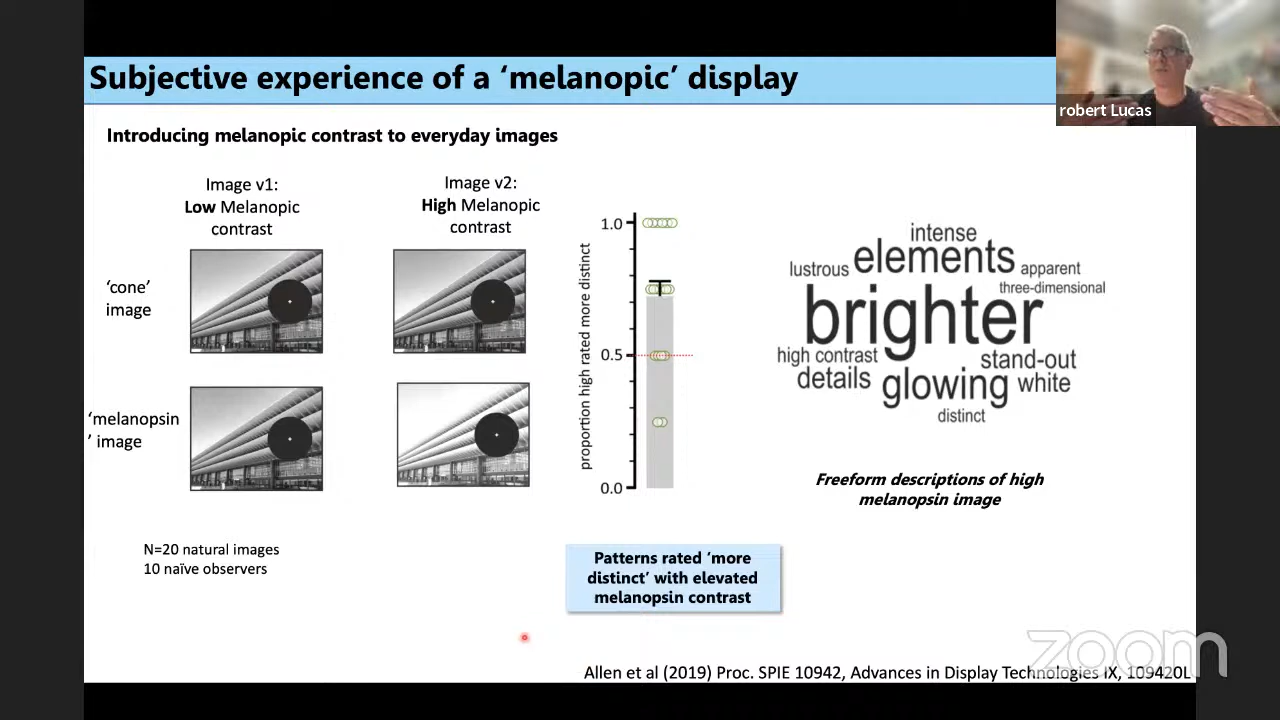 Subjective experience of a ‘melanopic’ display
robert Lucas
Introducing melanopic contrast to everyday images
Image v1:
Low Melanopic
contrast
Image v2:
High Melanopic
contrast
‘cone’
image
‘melanopsin
’ image
N=20 natural images
10 naïve observers
proportion high rated more distinct
1.0
0.5
0.0
Patterns rated ‘more
distinct’ with elevated
melanopsin contrast
intense
lustrous elements apparent
three-dimensional
brighter
high contrast stand-out
details glowing white
distinct
Freeform descriptions of high
melanopsin image
zoom
Allen et al (2019) Proc. SPIE 10942, Advances in Display Technologies IX, 109420L